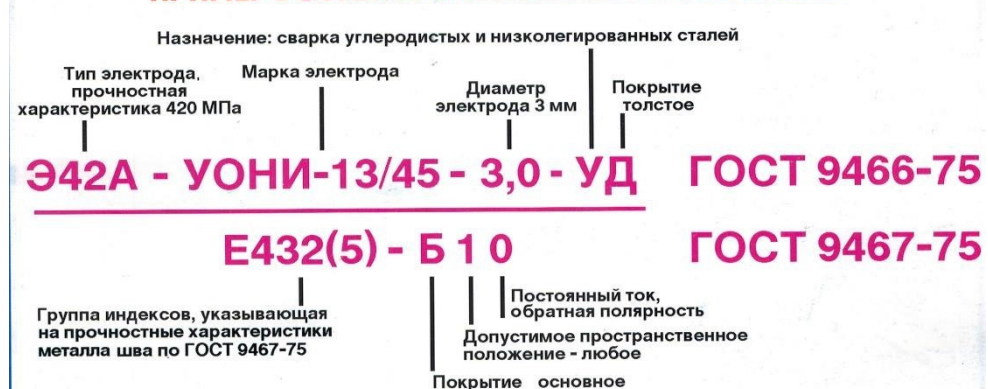 Назначение: сварка углеродистых и низколегированных сталей
Тип электрода,
прочностная
характеристика 420 МПа
Марка электрода
Диаметр
электрода 3 мм
Покрытие
толстое
Э42А - УОНИ-13/45 - 3,0 - УД ГОСТ 9466-75
Е432(5) - Б 1 0 ГОСТ 9467-75
Группа индексов, указывающая
на прочностные характеристики
металла шва по ГОСТ 9467-75
Постоянный ток,
обратная полярность
Допустимое пространственное
положение - любое
Покрытие основное